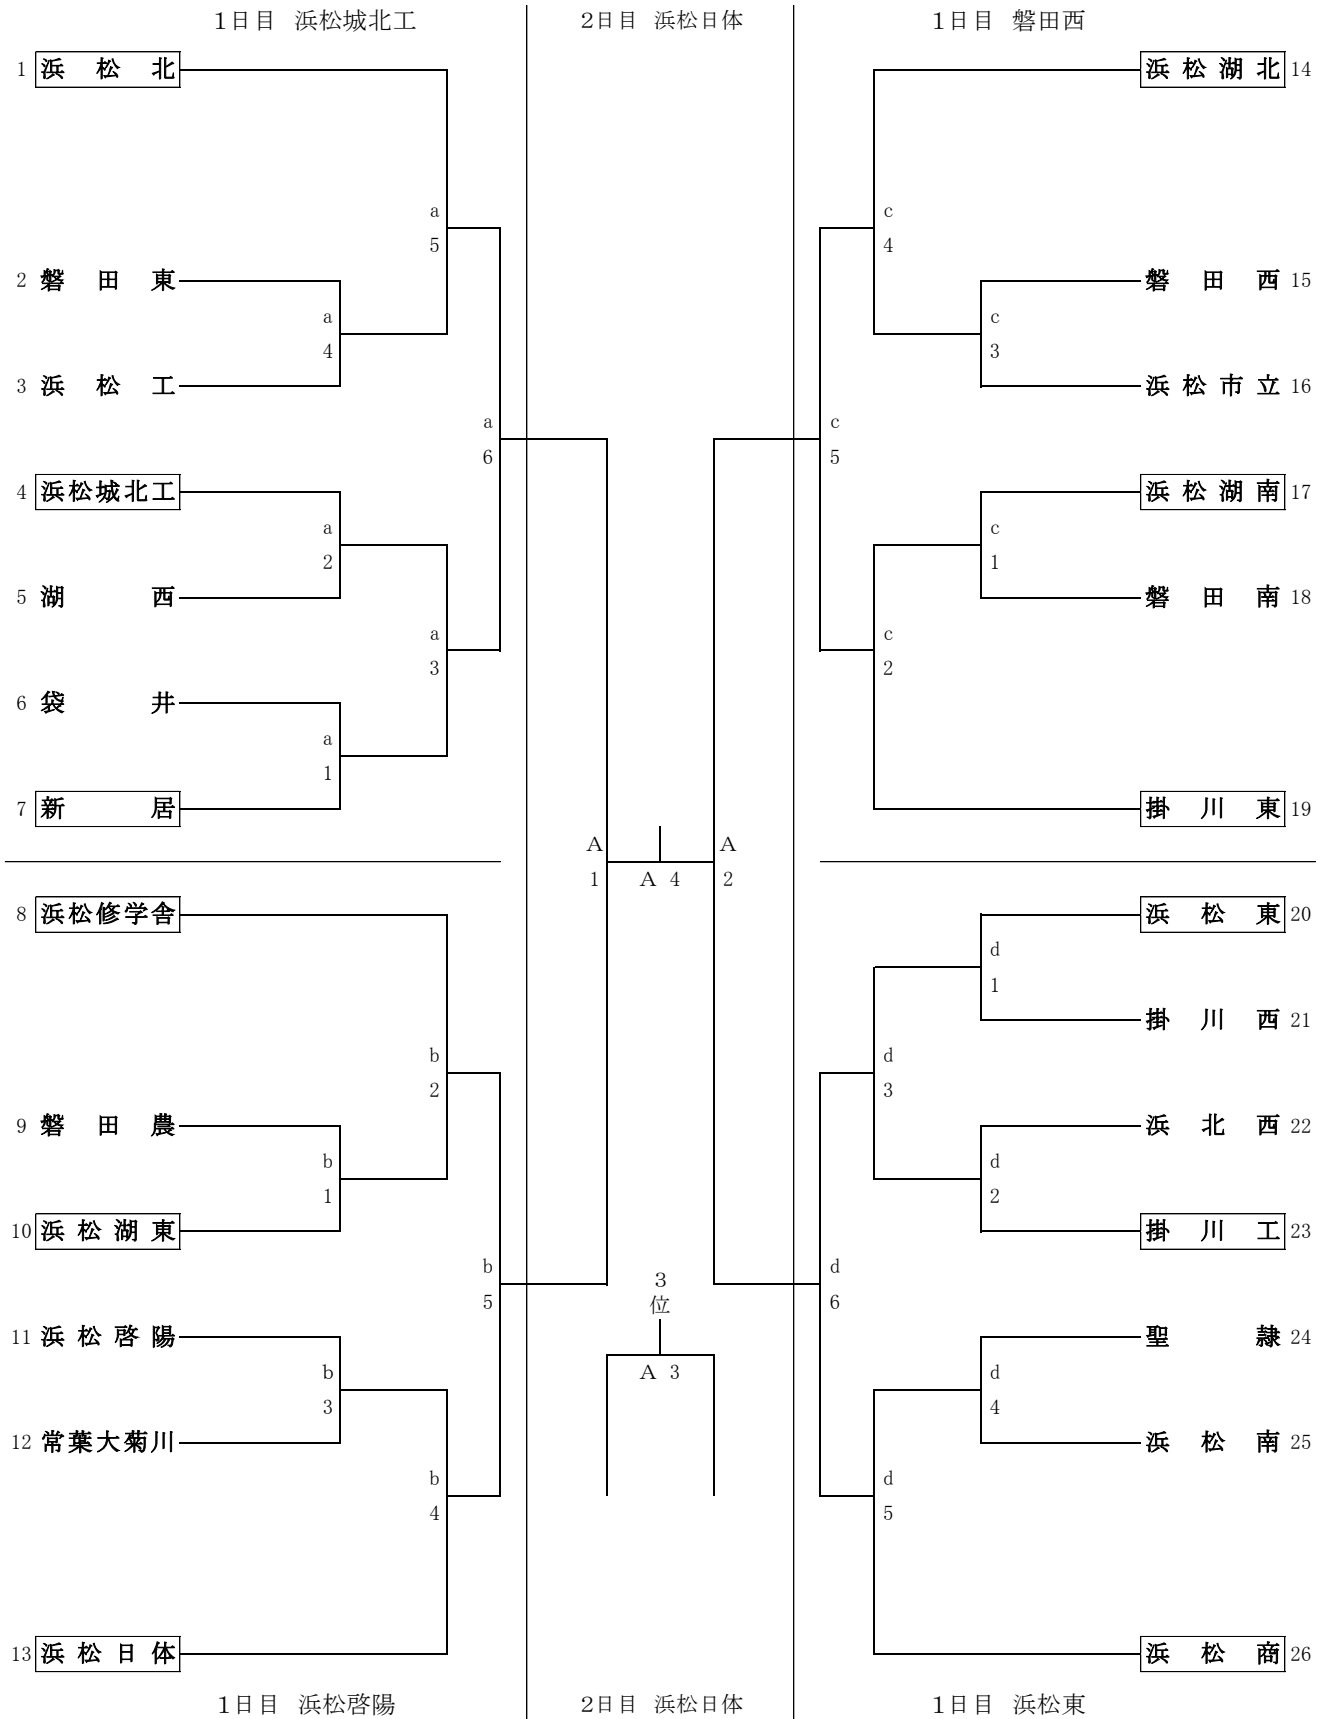 1日目 浜松城北工
2日目 浜松日体
1日目 磐田西
1 浜松北
浜松湖北 14
a
5
c
4
2 磐田東
磐田西 15
a
4
c
3
3 浜松工
浜松市立 16
a
6
c
5
4 浜松城北工
浜松湖南 17
a
2
c
1
5 湖西
磐田南 18
a
3
c
2
6 袋井
a
1
7 新居
掛川東 19
A
1
A 4
A
2
8 浜松修学舎
浜松東 20
d
1
掛川西 21
b
2
d
3
9 磐田農
浜北西 22
b
1
d
2
10 浜松湖東
掛川工 23
b
5
3
位
d
6
11 浜松啓陽
聖隷 24
b
3
A 3
d
4
12 常葉大菊川
浜松南 25
b
4
d
5
13 浜松日体
浜松商 26
1日目 浜松啓陽
2日目 浜松日体
1日目 浜松東